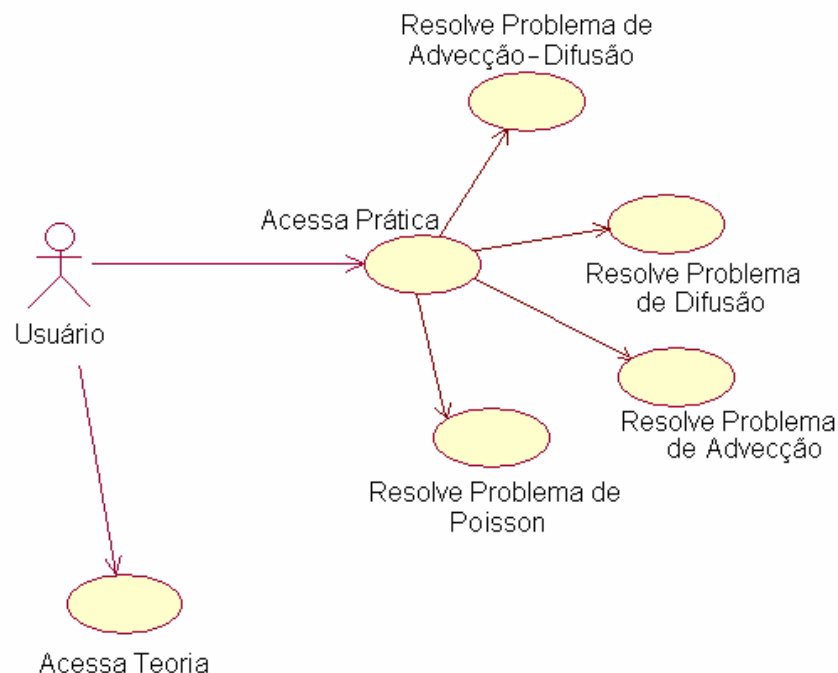 Resolve Problema de
Advecção-Difusão
Acessa Prática
Resolve Problema
de Difusão
Usuário
Resolve Problema
de Advecção
Resolve Problema de
Poisson
Acessa Teoria